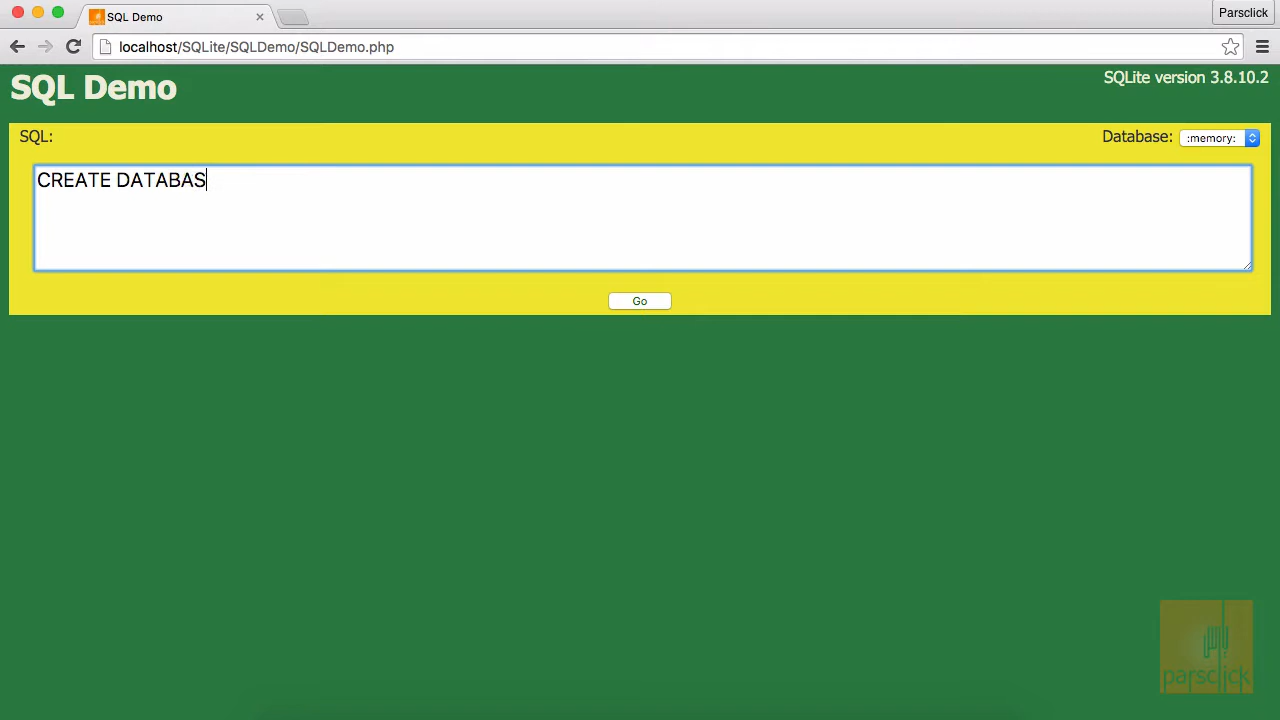 SQL Demo
Parsclick
localhost/SQLite/SQLDemo/SQLDemo.php
SQL Demo
SQLite version 3.8.10.2
SQL:
Database: :memory:
CREATE DATABAS
Go
parsclick